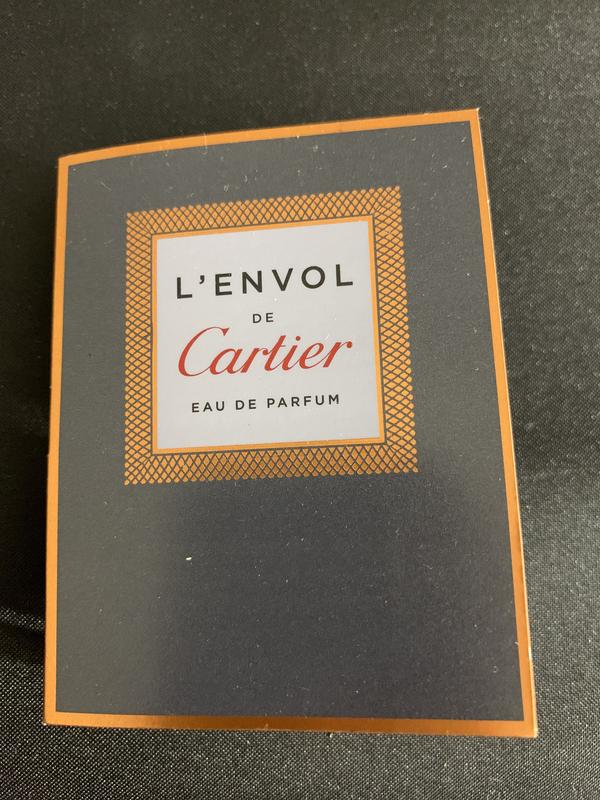 L'ENVOL
DE
Cartier
EAU DE PARFUM